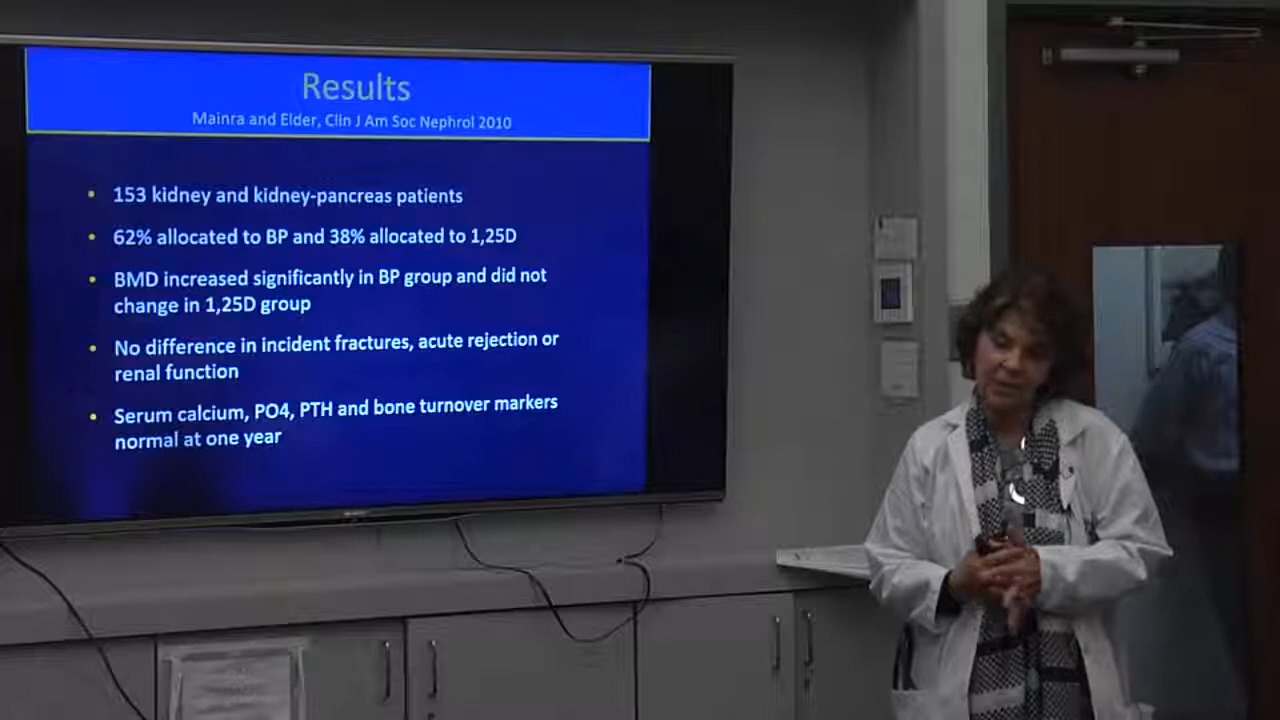 Results
Mainra and Elder, Clin J Am Soc Nephrol 2010
• 153 kidney and kidney-pancreas patients
• 62% allocated to BP and 38% allocated to 1,25D
• BMD increased significantly in BP group and did not
change in 1,25D group
• No difference in incident fractures, acute rejection or
renal function
• Serum calcium, PO4, PTH and bone turnover markers
normal at one year